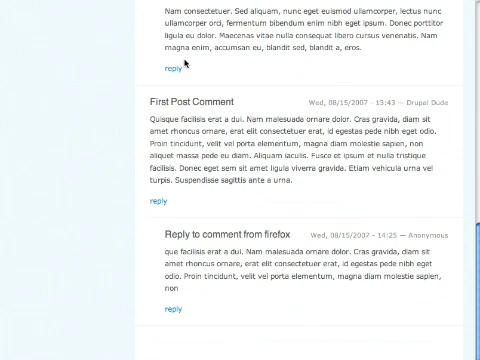 Nam consectetuer. Sed aliquam, nunc eget euismod ullamcorper, lectus nunc
ullamcorper orci, fermentum bibendum enim nibh eget ipsum. Donec porttitor
ligula eu dolor. Maecenas vitae nulla consequat libero cursus venenatis. Nam
magna enim, accumsan eu, blandit sed, blandit a, eros.
reply
First Post Comment Wed, 08/15/2007 - 13:43 — Drupal Dude
Quisque facilisis erat a dui. Nam malesuada ornare dolor. Cras gravida, diam sit
amet rhoncus ornare, erat elit consectetuer erat, id egestas pede nibh eget odio.
Proin tincidunt, velit vel porta elementum, magna diam molestie sapien, non
aliquet massa pede eu diam. Aliquam iaculis. Fusce et ipsum et nulla tristique
facilisis. Donec eget sem sit amet ligula viverra gravida. Etiam vehicula urna vel
turpis. Suspendisse sagittis ante a urna.
reply
Reply to comment from firefox Wed, 08/15/2007 - 14:25 — Anonymous
que facilisis erat a dui. Nam malesuada ornare dolor. Cras gravida, diam sit
amet rhoncus ornare, erat elit consectetuer erat, id egestas pede nibh eget
odio. Proin tincidunt, velit vel porta elementum, magna diam molestie sapien,
non
reply